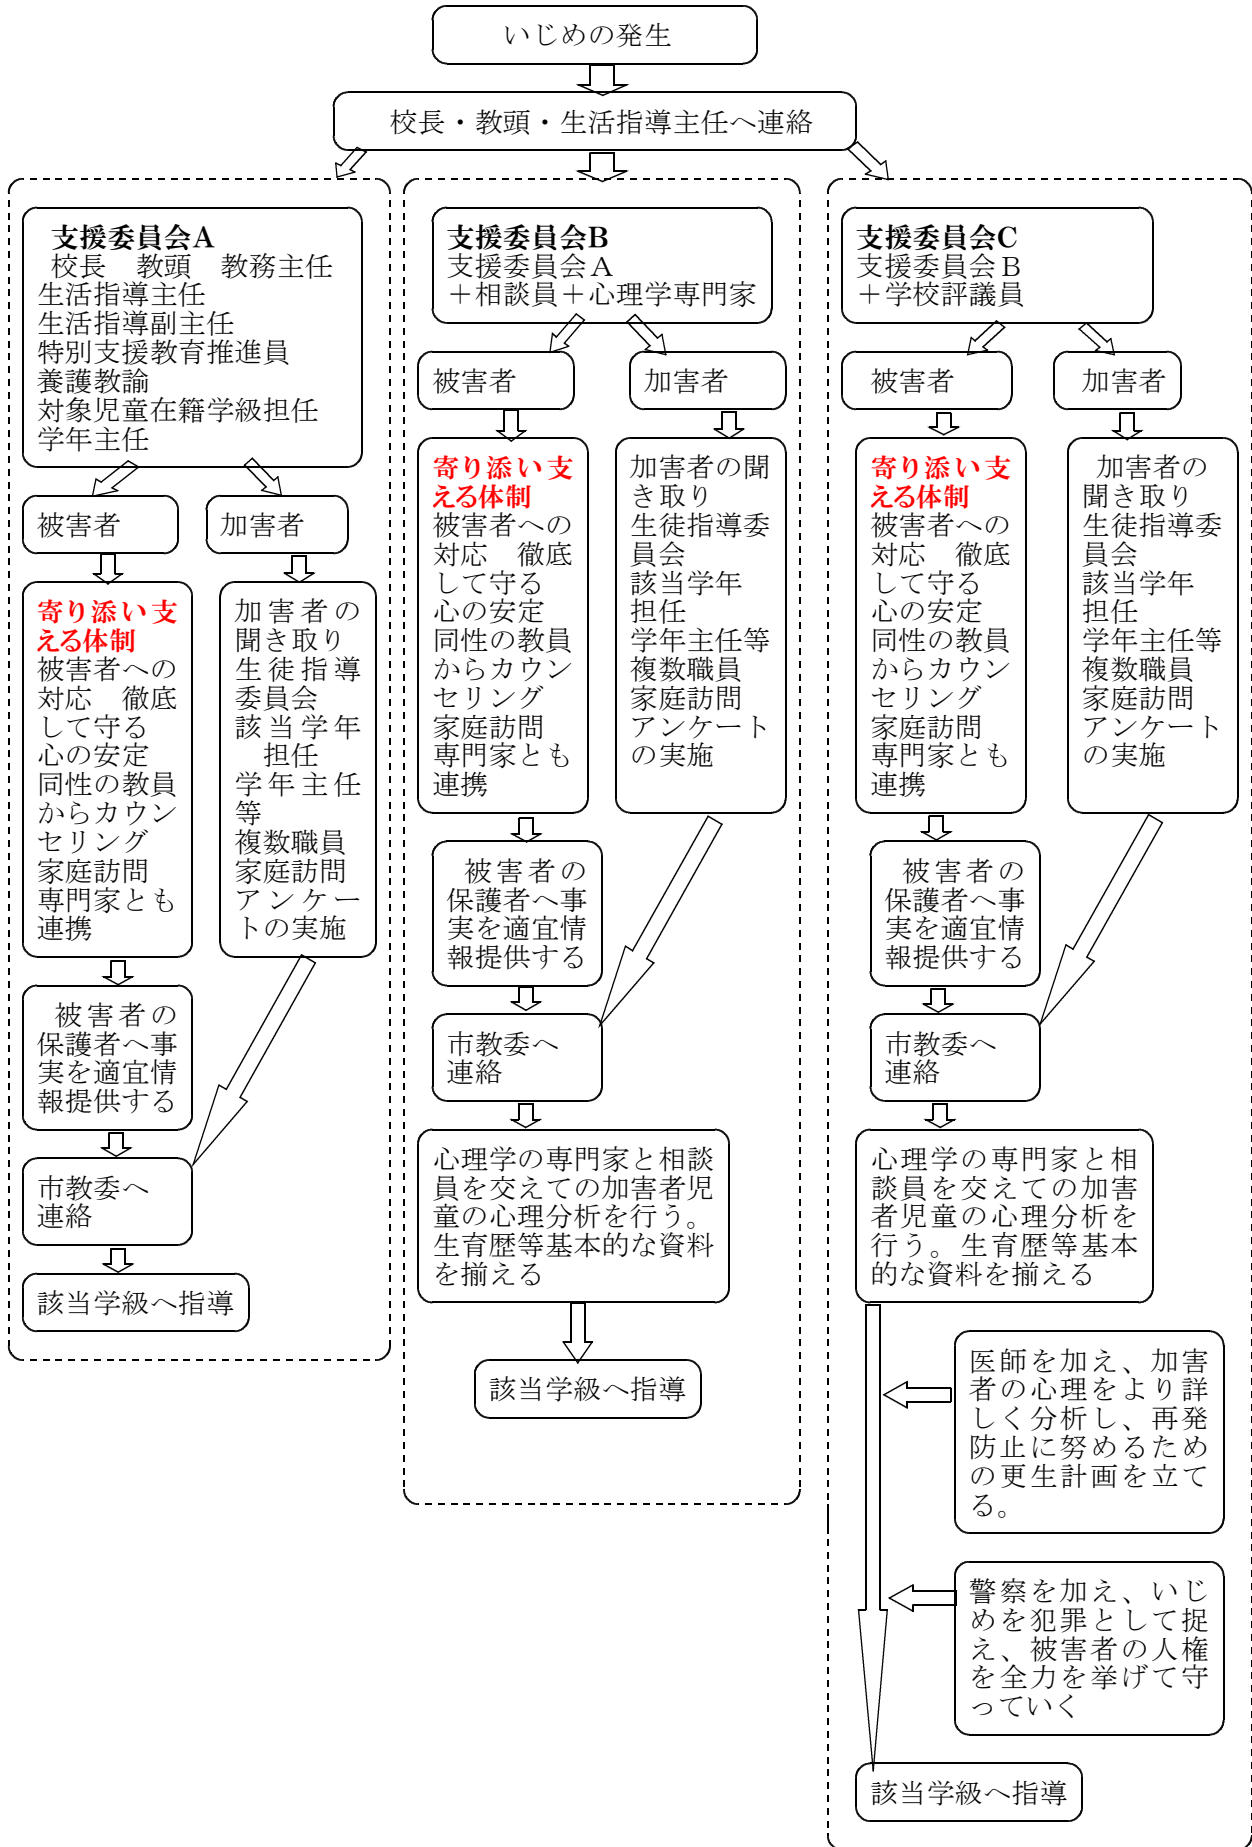 いじめの発生
校長・教頭・生活指導主任へ連絡
支援委員会A
校長　教頭　教務主任
生活指導主任
生活指導副主任
特別支援教育推進員
養護教諭
対象児童在籍学級担任
学年主任
被害者
寄り添い支
える体制
被害者への
対応　徹底
して守る
心の安定
同性の教員
からカウン
セリング
家庭訪問
専門家とも
連携
被害者の
保護者へ事
実を適宜情
報提供する
加害者
加害者の
聞き取り
生徒指導
委員会
該当学年
担任
学年主任
等
複数職員
家庭訪問
アンケー
トの実施
市教委へ
連絡
該当学級へ指導
支援委員会B
支援委員会Ａ
＋相談員＋心理学専門家
被害者
寄り添い支
える体制
被害者への
対応　徹底
して守る
心の安定
同性の教員
からカウン
セリング
家庭訪問
専門家とも
連携
被害者の
保護者へ事
実を適宜情
報提供する
加害者
加害者の聞
き取り
生徒指導委
員会
該当学年
担任
学年主任等
複数職員
家庭訪問
アンケート
の実施
市教委へ
連絡
心理学の専門家と相談
員を交えての加害者児
童の心理分析を行う。
生育歴等基本的な資料
を揃える
該当学級へ指導
支援委員会C
支援委員会Ｂ
＋学校評議員
被害者
寄り添い支
える体制
被害者への
対応　徹底
して守る
心の安定
同性の教員
からカウン
セリング
家庭訪問
専門家とも
連携
被害者の
保護者へ事
実を適宜情
報提供する
加害者
加害者の
聞き取り
生徒指導委
員会
該当学年
担任
学年主任等
複数職員
家庭訪問
アンケート
の実施
市教委へ
連絡
心理学の専門家と相
談員を交えての加害
者児童の心理分析を
行う。生育歴等基本
的な資料を揃える
医師を加え、加害
者の心理をより詳
しく分析し、再発
防止に努めるため
の更生計画を立て
る。
警察を加え、いじ
めを犯罪として捉
え、被害者の人権
を全力を挙げて守
っていく
該当学級へ指導